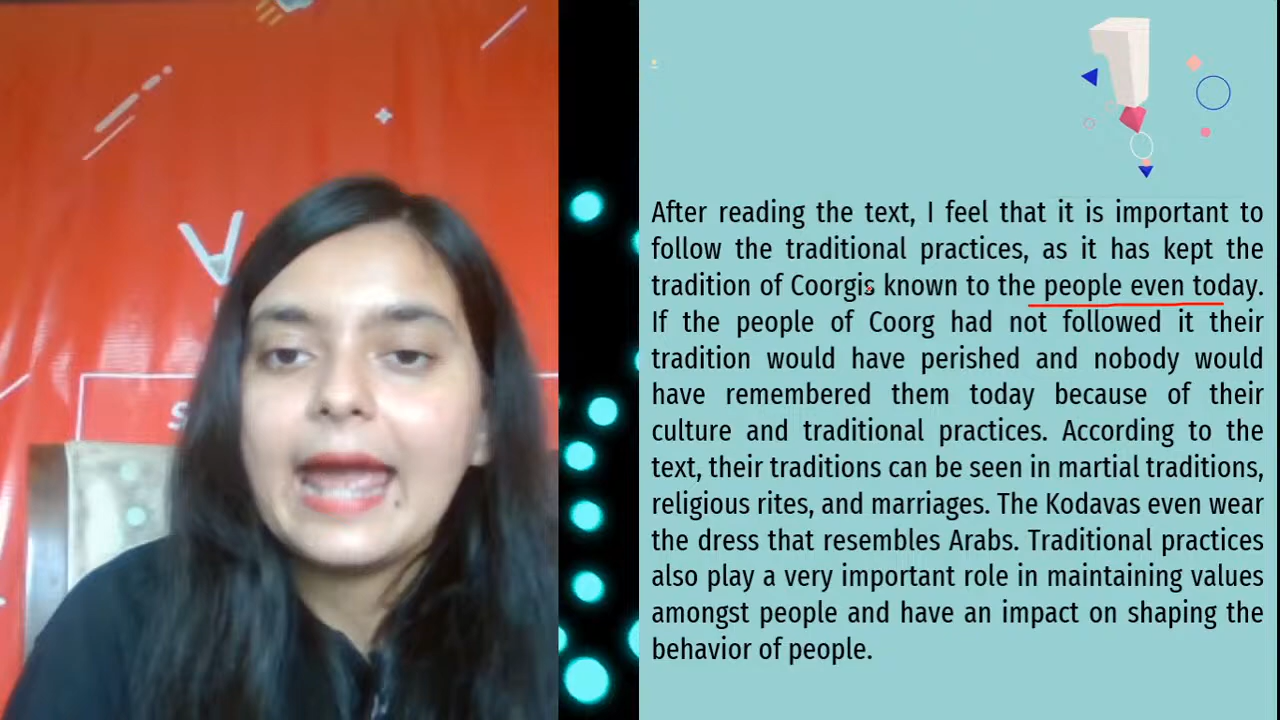 V
S
After reading the text, I feel that it is important to
follow the traditional practices, as it has kept the
tradition of Coorgis known to the people even today.
If the people of Coorg had not followed it their
tradition would have perished and nobody would
have remembered them today because of their
culture and traditional practices. According to the
text, their traditions can be seen in martial traditions,
religious rites, and marriages. The Kodavas even wear
the dress that resembles Arabs. Traditional practices
also play a very important role in maintaining values
amongst people and have an impact on shaping the
behavior of people.